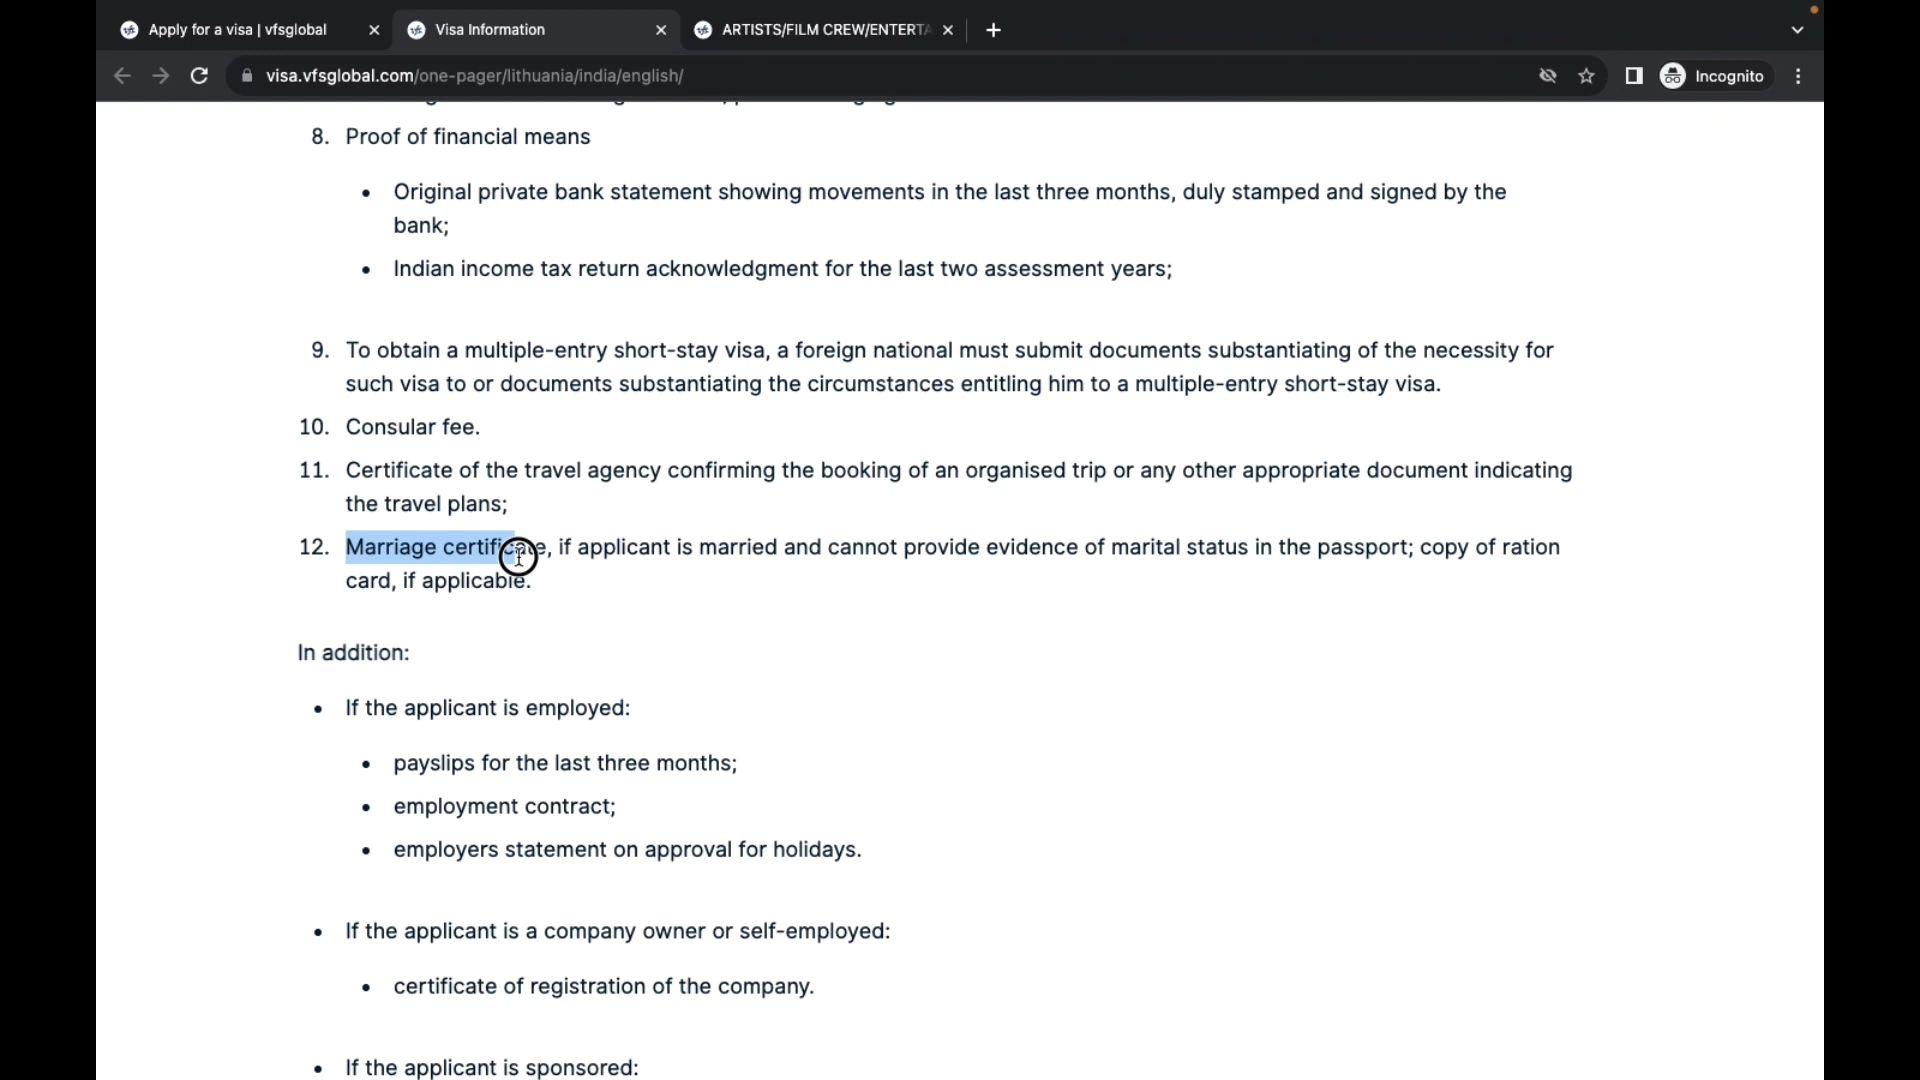 Apply for a visa | vfsglobal
Visa Information
ARTISTS/FILM CREW/ENTERTA
visa.vfsglobal.com/one-pager/lithuania/india/english/
Incognito
8. Proof of financial means
• Original private bank statement showing movements in the last three months, duly stamped and signed by the
bank;
• Indian income tax return acknowledgment for the last two assessment years;
9. To obtain a multiple-entry short-stay visa, a foreign national must submit documents substantiating of the necessity for
such visa to or documents substantiating the circumstances entitling him to a multiple-entry short-stay visa.
10. Consular fee.
11. Certificate of the travel agency confirming the booking of an organised trip or any other appropriate document indicating
the travel plans;
12. Marriage certificate, if applicant is married and cannot provide evidence of marital status in the passport; copy of ration
card, if applicable.
In addition:
• If the applicant is employed:
• payslips for the last three months;
• employment contract;
• employers statement on approval for holidays.
• If the applicant is a company owner or self-employed:
• certificate of registration of the company.
• If the applicant is sponsored: